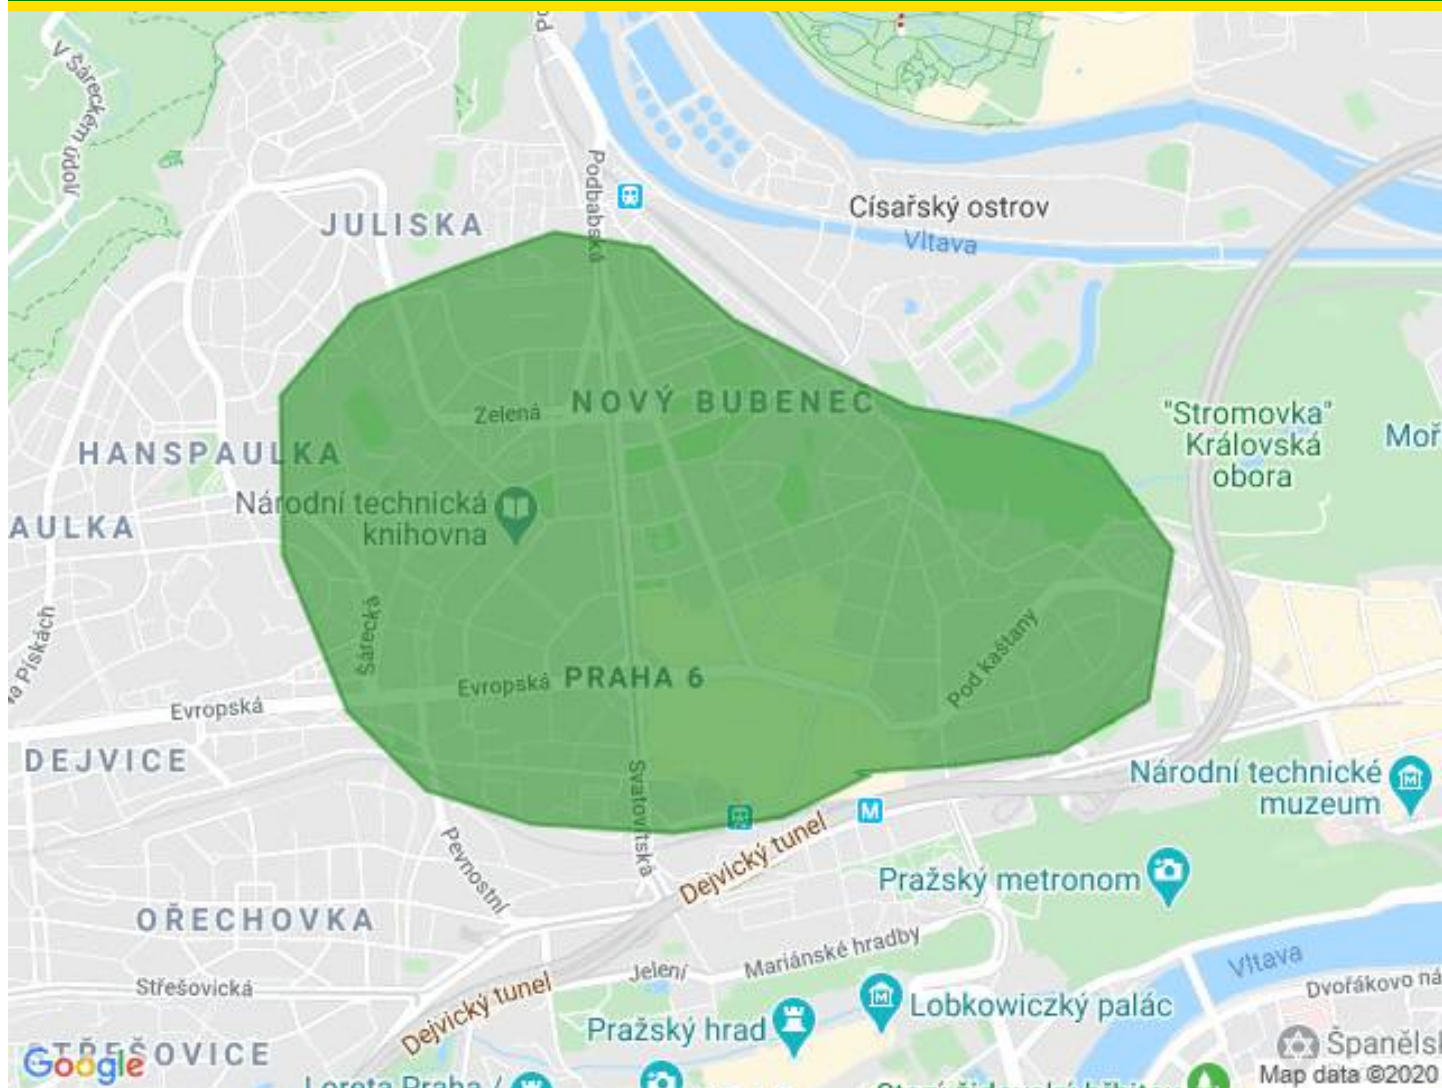 V Šáreckém údolí
Podbabská
JULISKA
Císařský ostrov
Vltava
Zelená
NOVÝ BUBENEČ
"Stromovka"
Královská
obora
HANSPAULKA
AULKA
Národní technická
knihovna
Šárecká
Pod kaštany
Evropská
PRAHA 6
Evropská
DEJVICE
Svatovítská
Národní technické
muzeum
M
Dejvický tunel
Pevnostní
Pražský metronom
OŘECHOVKA
Mariánské hradby
Jelení
Vltava
Střešovická
Dejvický tunel
Lobkowiczký palác
Pražský hrad
Google
Map data ©2020